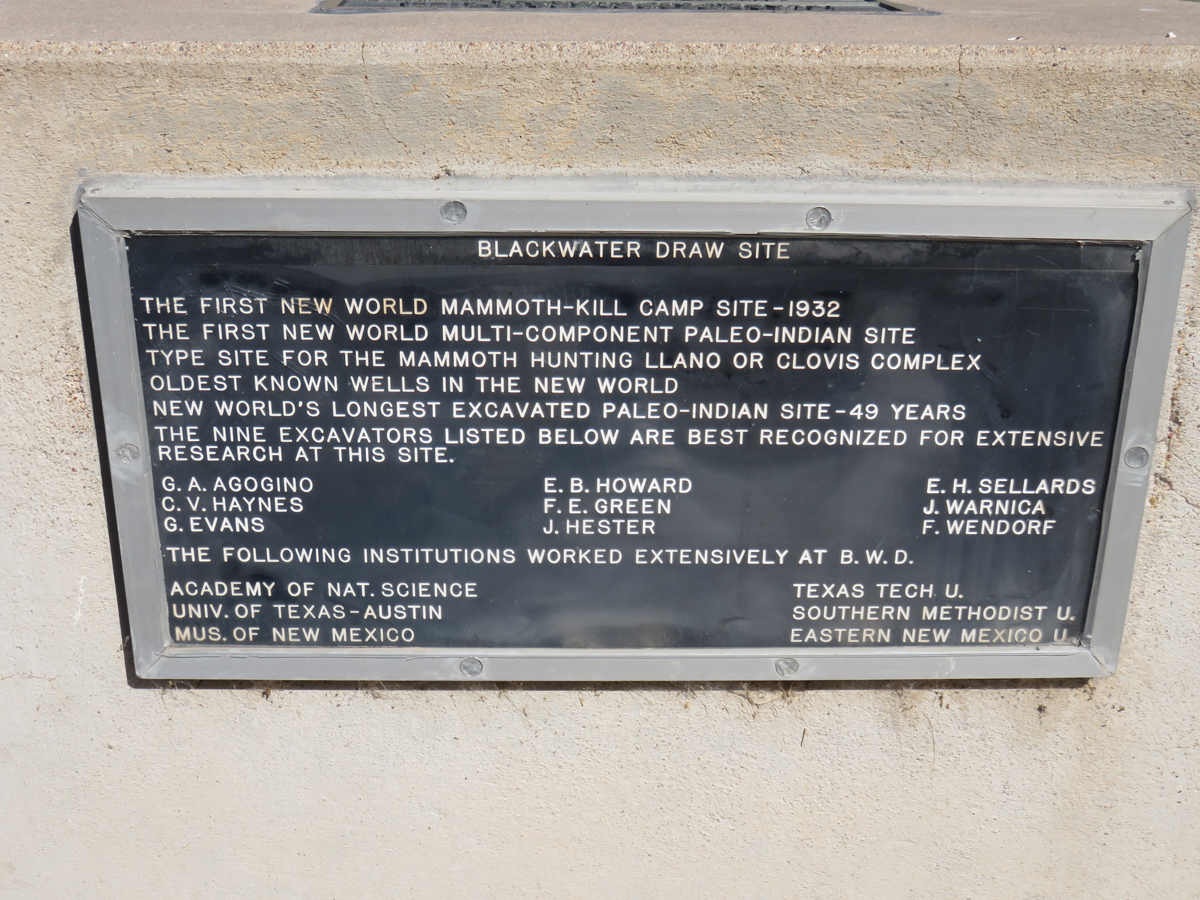 BLACKWATER DRAW SITE
THE FIRST NEW WORLD MAMMOTH-KILL CAMP SITE-1932
THE FIRST NEW WORLD MULTI-COMPONENT PALEO-INDIAN SITE
TYPE SITE FOR THE MAMMOTH HUNTING LLANO OR CLOVIS COMPLEX
OLDEST KNOWN WELLS IN THE NEW WORLD
NEW WORLD'S LONGEST EXCAVATED PALEO-INDIAN SITE-49 YEARS
THE NINE EXCAVATORS LISTED BELOW ARE BEST RECOGNIZED FOR EXTENSIVE
RESEARCH AT THIS SITE.
G. A. AGOGINO E. B. HOWARD E. H. SELLARDS
C. V. HAYNES F. E. GREEN J. WARNICA
G. EVANS J. HESTER F. WENDORF
THE FOLLOWING INSTITUTIONS WORKED EXTENSIVELY AT B. W. D.
ACADEMY OF NAT. SCIENCE TEXAS TECH U.
UNIV. OF TEXAS-AUSTIN SOUTHERN METHODIST U.
MUS. OF NEW MEXICO EASTERN NEW MEXICO U.